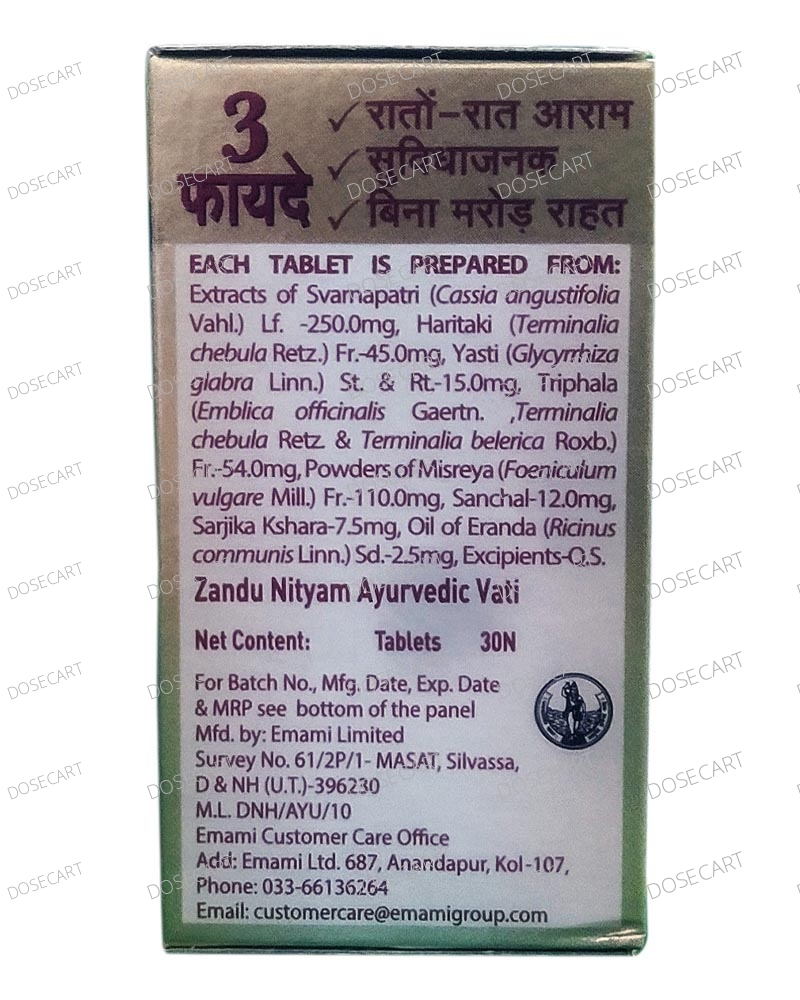 3
फायदे
✓ रातों-रात आराम
✓ सुविधाजनक
✓ बिना मरोड़ राहत
EACH TABLET IS PREPARED FROM:
Extracts of Svarnapatri (Cassia angustifolia
Vahl.) Lf. -250.0mg, Haritaki (Terminalia
chebula Retz.) Fr.-45.0mg, Yasti (Glycyrrhiza
glabra Linn.) St. & Rt.-15.0mg, Triphala
(Emblica officinalis Gaertn. ,Terminalia
chebula Retz. & Terminalia belerica Roxb.)
Fr.-54.0mg, Powders of Misreya (Foeniculum
vulgare Mill.) Fr.-110.0mg, Sanchal-12.0mg,
Sarjika Kshara-7.5mg, Oil of Eranda (Ricinus
communis Linn.) Sd.-2.5mg, Excipients-Q.S.
Zandu Nityam Ayurvedic Vati
Net Content: Tablets 30N
For Batch No., Mfg. Date, Exp. Date
& MRP see bottom of the panel
Mfd. by: Emami Limited
Survey No. 61/2P/1- MASAT, Silvassa,
D & NH (U.T.)-396230
M.L. DNH/AYU/10
Emami Customer Care Office
Add: Emami Ltd. 687, Anandapur, Kol-107,
Phone: 033-66136264
Email: customercare@emamigroup.com
DOSECART